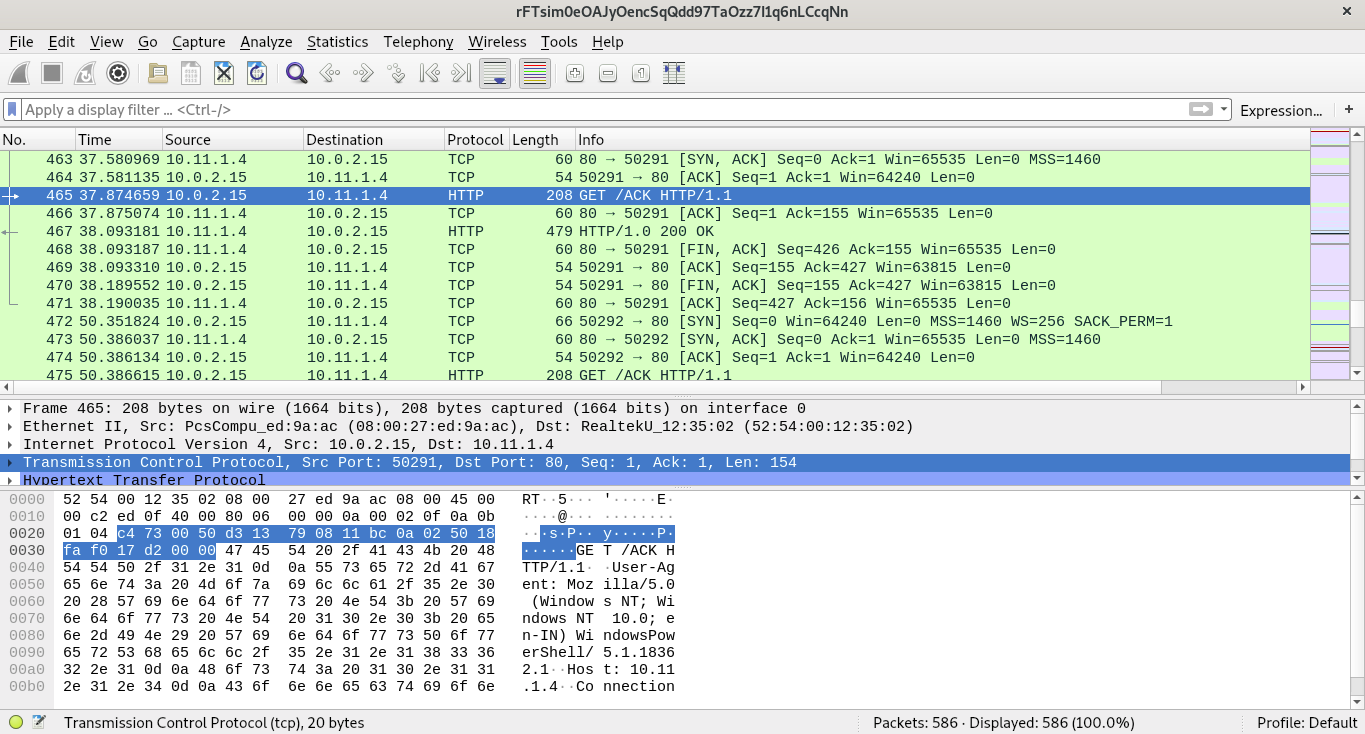 rFTsim0eOAJyOencSqQdd97TaOzz7l1q6nLCcqNn ×
File Edit View Go Capture Analyze Statistics Telephony Wireless Tools Help
Apply a display filter ... <Ctrl-/> Expression... +
No. Time Source Destination Protocol Length Info
463 37.580969 10.11.1.4 10.0.2.15 TCP 60 80 → 50291 [SYN, ACK] Seq=0 Ack=1 Win=65535 Len=0 MSS=1460
464 37.581135 10.0.2.15 10.11.1.4 TCP 54 50291 → 80 [ACK] Seq=1 Ack=1 Win=64240 Len=0
465 37.874659 10.0.2.15 10.11.1.4 HTTP 208 GET /ACK HTTP/1.1
466 37.875074 10.11.1.4 10.0.2.15 TCP 60 80 → 50291 [ACK] Seq=1 Ack=155 Win=65535 Len=0
467 38.093181 10.11.1.4 10.0.2.15 HTTP 479 HTTP/1.0 200 OK
468 38.093187 10.11.1.4 10.0.2.15 TCP 60 80 → 50291 [FIN, ACK] Seq=426 Ack=155 Win=65535 Len=0
469 38.093310 10.0.2.15 10.11.1.4 TCP 54 50291 → 80 [ACK] Seq=155 Ack=427 Win=63815 Len=0
470 38.189552 10.0.2.15 10.11.1.4 TCP 54 50291 → 80 [FIN, ACK] Seq=155 Ack=427 Win=63815 Len=0
471 38.190035 10.11.1.4 10.0.2.15 TCP 60 80 → 50291 [ACK] Seq=427 Ack=156 Win=65535 Len=0
472 50.351824 10.0.2.15 10.11.1.4 TCP 66 50292 → 80 [SYN] Seq=0 Win=64240 Len=0 MSS=1460 WS=256 SACK_PERM=1
473 50.386037 10.11.1.4 10.0.2.15 TCP 60 80 → 50292 [SYN, ACK] Seq=0 Ack=1 Win=65535 Len=0 MSS=1460
474 50.386134 10.0.2.15 10.11.1.4 TCP 54 50292 → 80 [ACK] Seq=1 Ack=1 Win=64240 Len=0
475 50.386615 10.0.2.15 10.11.1.4 HTTP 208 GET /ACK HTTP/1.1
Frame 465: 208 bytes on wire (1664 bits), 208 bytes captured (1664 bits) on interface 0
Ethernet II, Src: PcsCompu_ed:9a:ac (08:00:27:ed:9a:ac), Dst: RealtekU_12:35:02 (52:54:00:12:35:02)
Internet Protocol Version 4, Src: 10.0.2.15, Dst: 10.11.1.4
Transmission Control Protocol, Src Port: 50291, Dst Port: 80, Seq: 1, Ack: 1, Len: 154
Hypertext Transfer Protocol
0000 52 54 00 12 35 02 08 00 27 ed 9a ac 08 00 45 00 RT··5··· '·····E·
0010 00 c2 ed 0f 40 00 80 06 00 00 0a 00 02 0f 0a 0b ····@··· ········
0020 01 04 c4 73 00 50 d3 13 79 08 11 bc 0a 02 50 18 ···s·P·· y·····P·
0030 fa f0 17 d2 00 00 47 45 54 20 2f 41 43 4b 20 48 ······GE T /ACK H
0040 54 54 50 2f 31 2e 31 0d 0a 55 73 65 72 2d 41 67 TTP/1.1· ·User-Ag
0050 65 6e 74 3a 20 4d 6f 7a 69 6c 6c 61 2f 35 2e 30 ent: Moz illa/5.0
0060 20 28 57 69 6e 64 6f 77 73 20 4e 54 3b 20 57 69 (Window s NT; Wi
0070 6e 64 6f 77 73 20 4e 54 20 31 30 2e 30 3b 20 65 ndows NT 10.0; e
0080 6e 2d 49 4e 29 20 57 69 6e 64 6f 77 73 50 6f 77 n-IN) Wi ndowsPow
0090 65 72 53 68 65 6c 6c 2f 35 2e 31 2e 31 38 33 36 erShell/ 5.1.1836
00a0 32 2e 31 0d 0a 48 6f 73 74 3a 20 31 30 2e 31 31 2.1··Hos t: 10.11
00b0 2e 31 2e 34 0d 0a 43 6f 6e 6e 65 63 74 69 6f 6e .1.4··Co nnection
Transmission Control Protocol (tcp), 20 bytes Packets: 586 · Displayed: 586 (100.0%) Profile: Default